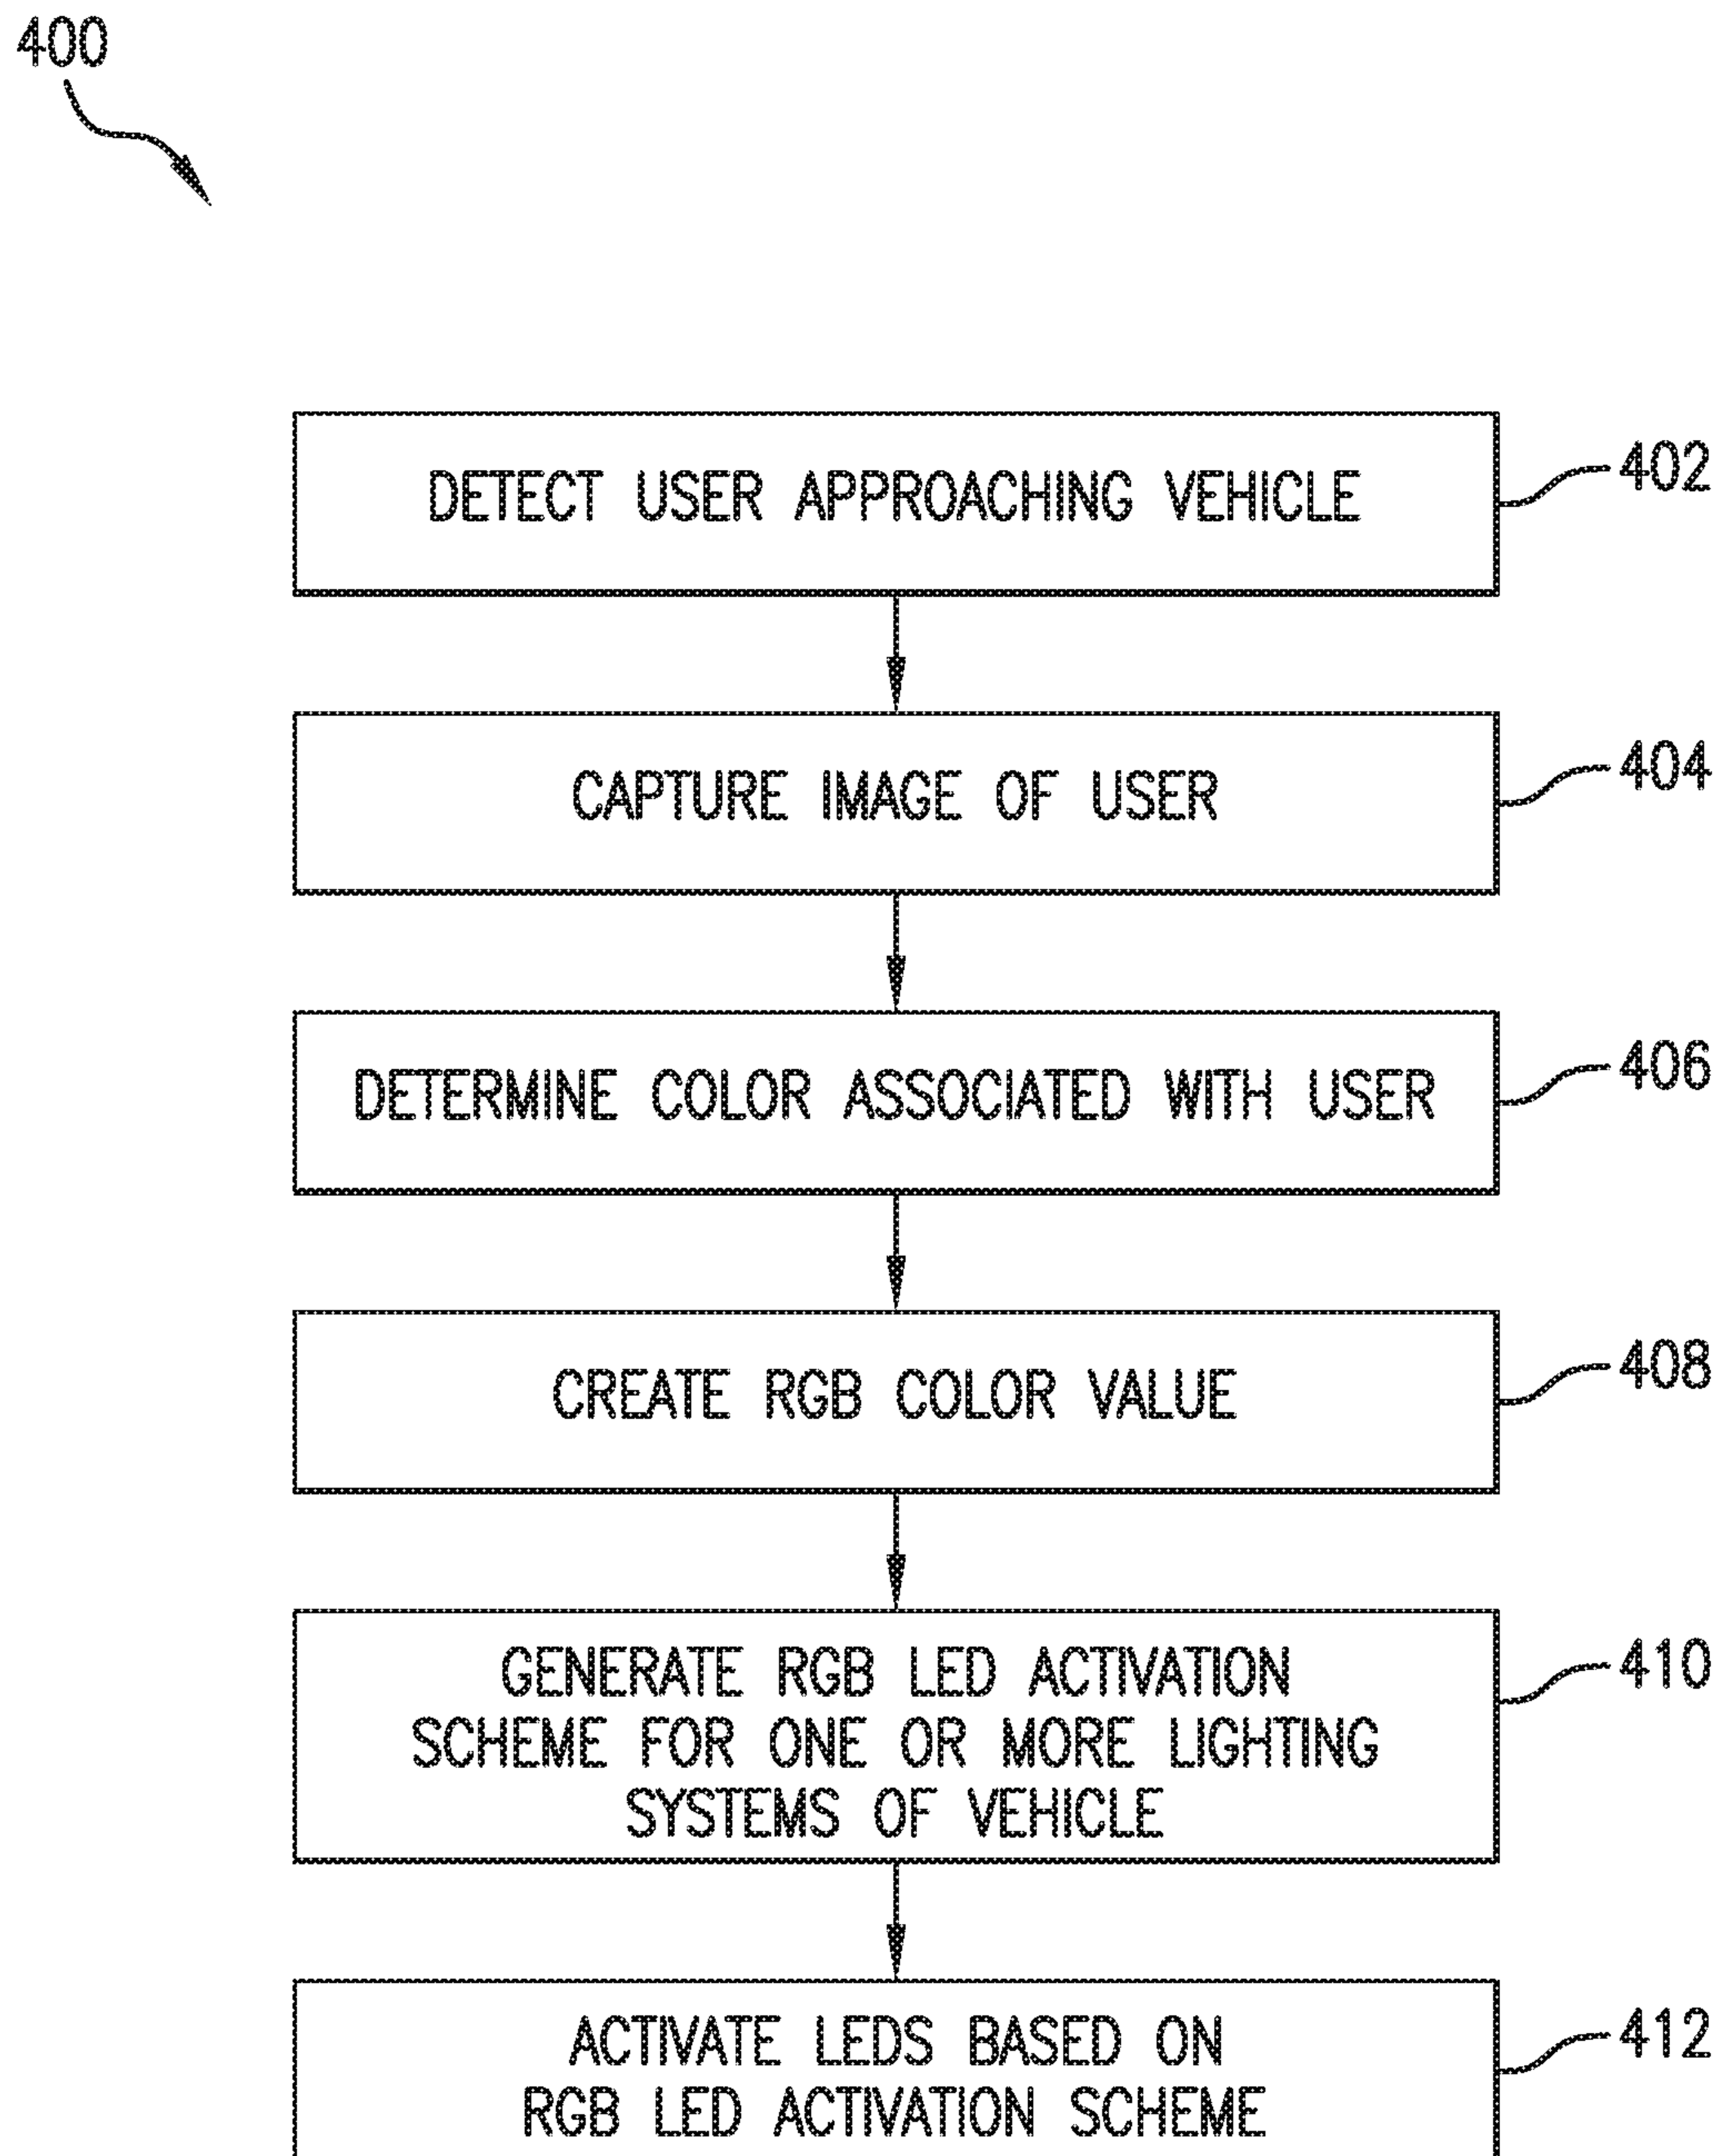 400
DETECT USER APPROACHING VEHICLE
402
CAPTURE IMAGE OF USER
404
DETERMINE COLOR ASSOCIATED WITH USER
406
CREATE RGB COLOR VALUE
408
GENERATE RGB LED ACTIVATION
SCHEME FOR ONE OR MORE LIGHTING
SYSTEMS OF VEHICLE
410
ACTIVATE LEDS BASED ON
RGB LED ACTIVATION SCHEME
412